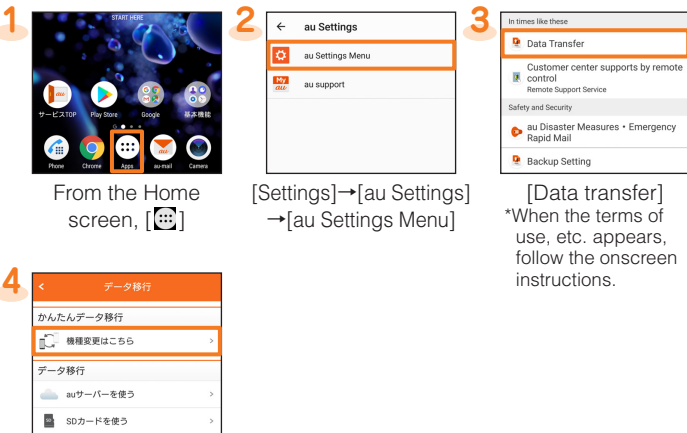 1
START HERE
au
サービスTOP Play Store Google 基本機能
Phone Chrome Apps au-mail Camera
From the Home
screen, [ ]
2
← au Settings
au Settings Menu
My au
au support
[Settings]→[au Settings]
→[au Settings Menu]
3
In times like these
Data Transfer
Customer center supports by remote
control
Remote Support Service
Safety and Security
au Disaster Measures・Emergency
Rapid Mail
Backup Setting
[Data transfer]
*When the terms of
use, etc. appears,
follow the onscreen
instructions.
4
< データ移行
かんたんデータ移行
機種変更はこちら >
データ移行
auサーバーを使う >
SDカードを使う >